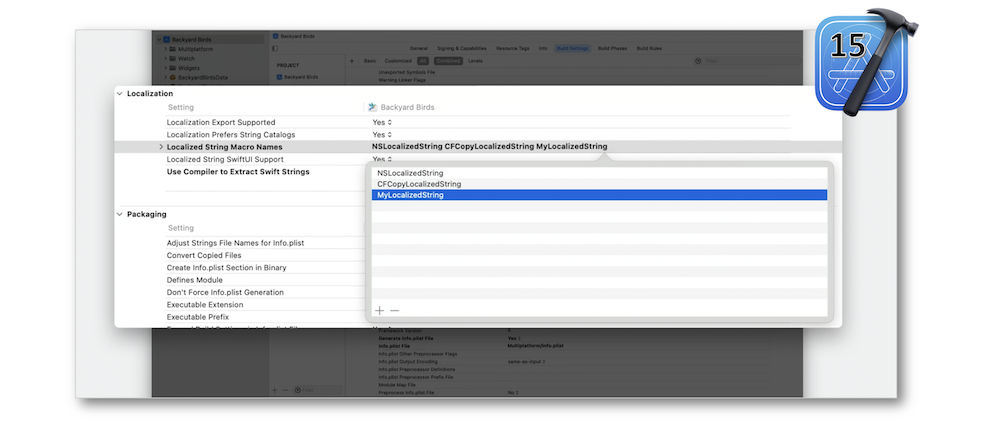 Backyard Birds
Backyard Birds
Multiplatform
Watch
Widgets
BackyardBirdsData
General Signing & Capabilities Resource Tags Info Build Settings Build Phases Build Rules
PROJECT
Backyard Birds
Basic Customized All Combined Levels
Filter
Unexported Symbols File
Warning Linker Flags
15
Localization
Setting Backyard Birds
Localization Export Supported Yes
Localization Prefers String Catalogs Yes
Localized String Macro Names NSLocalizedString CFCopyLocalizedString MyLocalizedString
Localized String SwiftUI Support Yes
Use Compiler to Extract Swift Strings
NSLocalizedString
CFCopyLocalizedString
MyLocalizedString
Packaging
Setting
Adjust Strings File Names for Info.plist
Convert Copied Files
Create Info.plist Section in Binary
Defines Module
Don't Force Info.plist Generation
Executable Extension
Executable Prefix
Framework Version
Generate Info.plist File Yes
Info.plist File Multiplatform/Info.plist
Info.plist Other Preprocessor Flags
Info.plist Output Encoding same-as-input
Info.plist Preprocessor Definitions
Info.plist Preprocessor Prefix File
Module Map File
Preprocess Info.plist File No